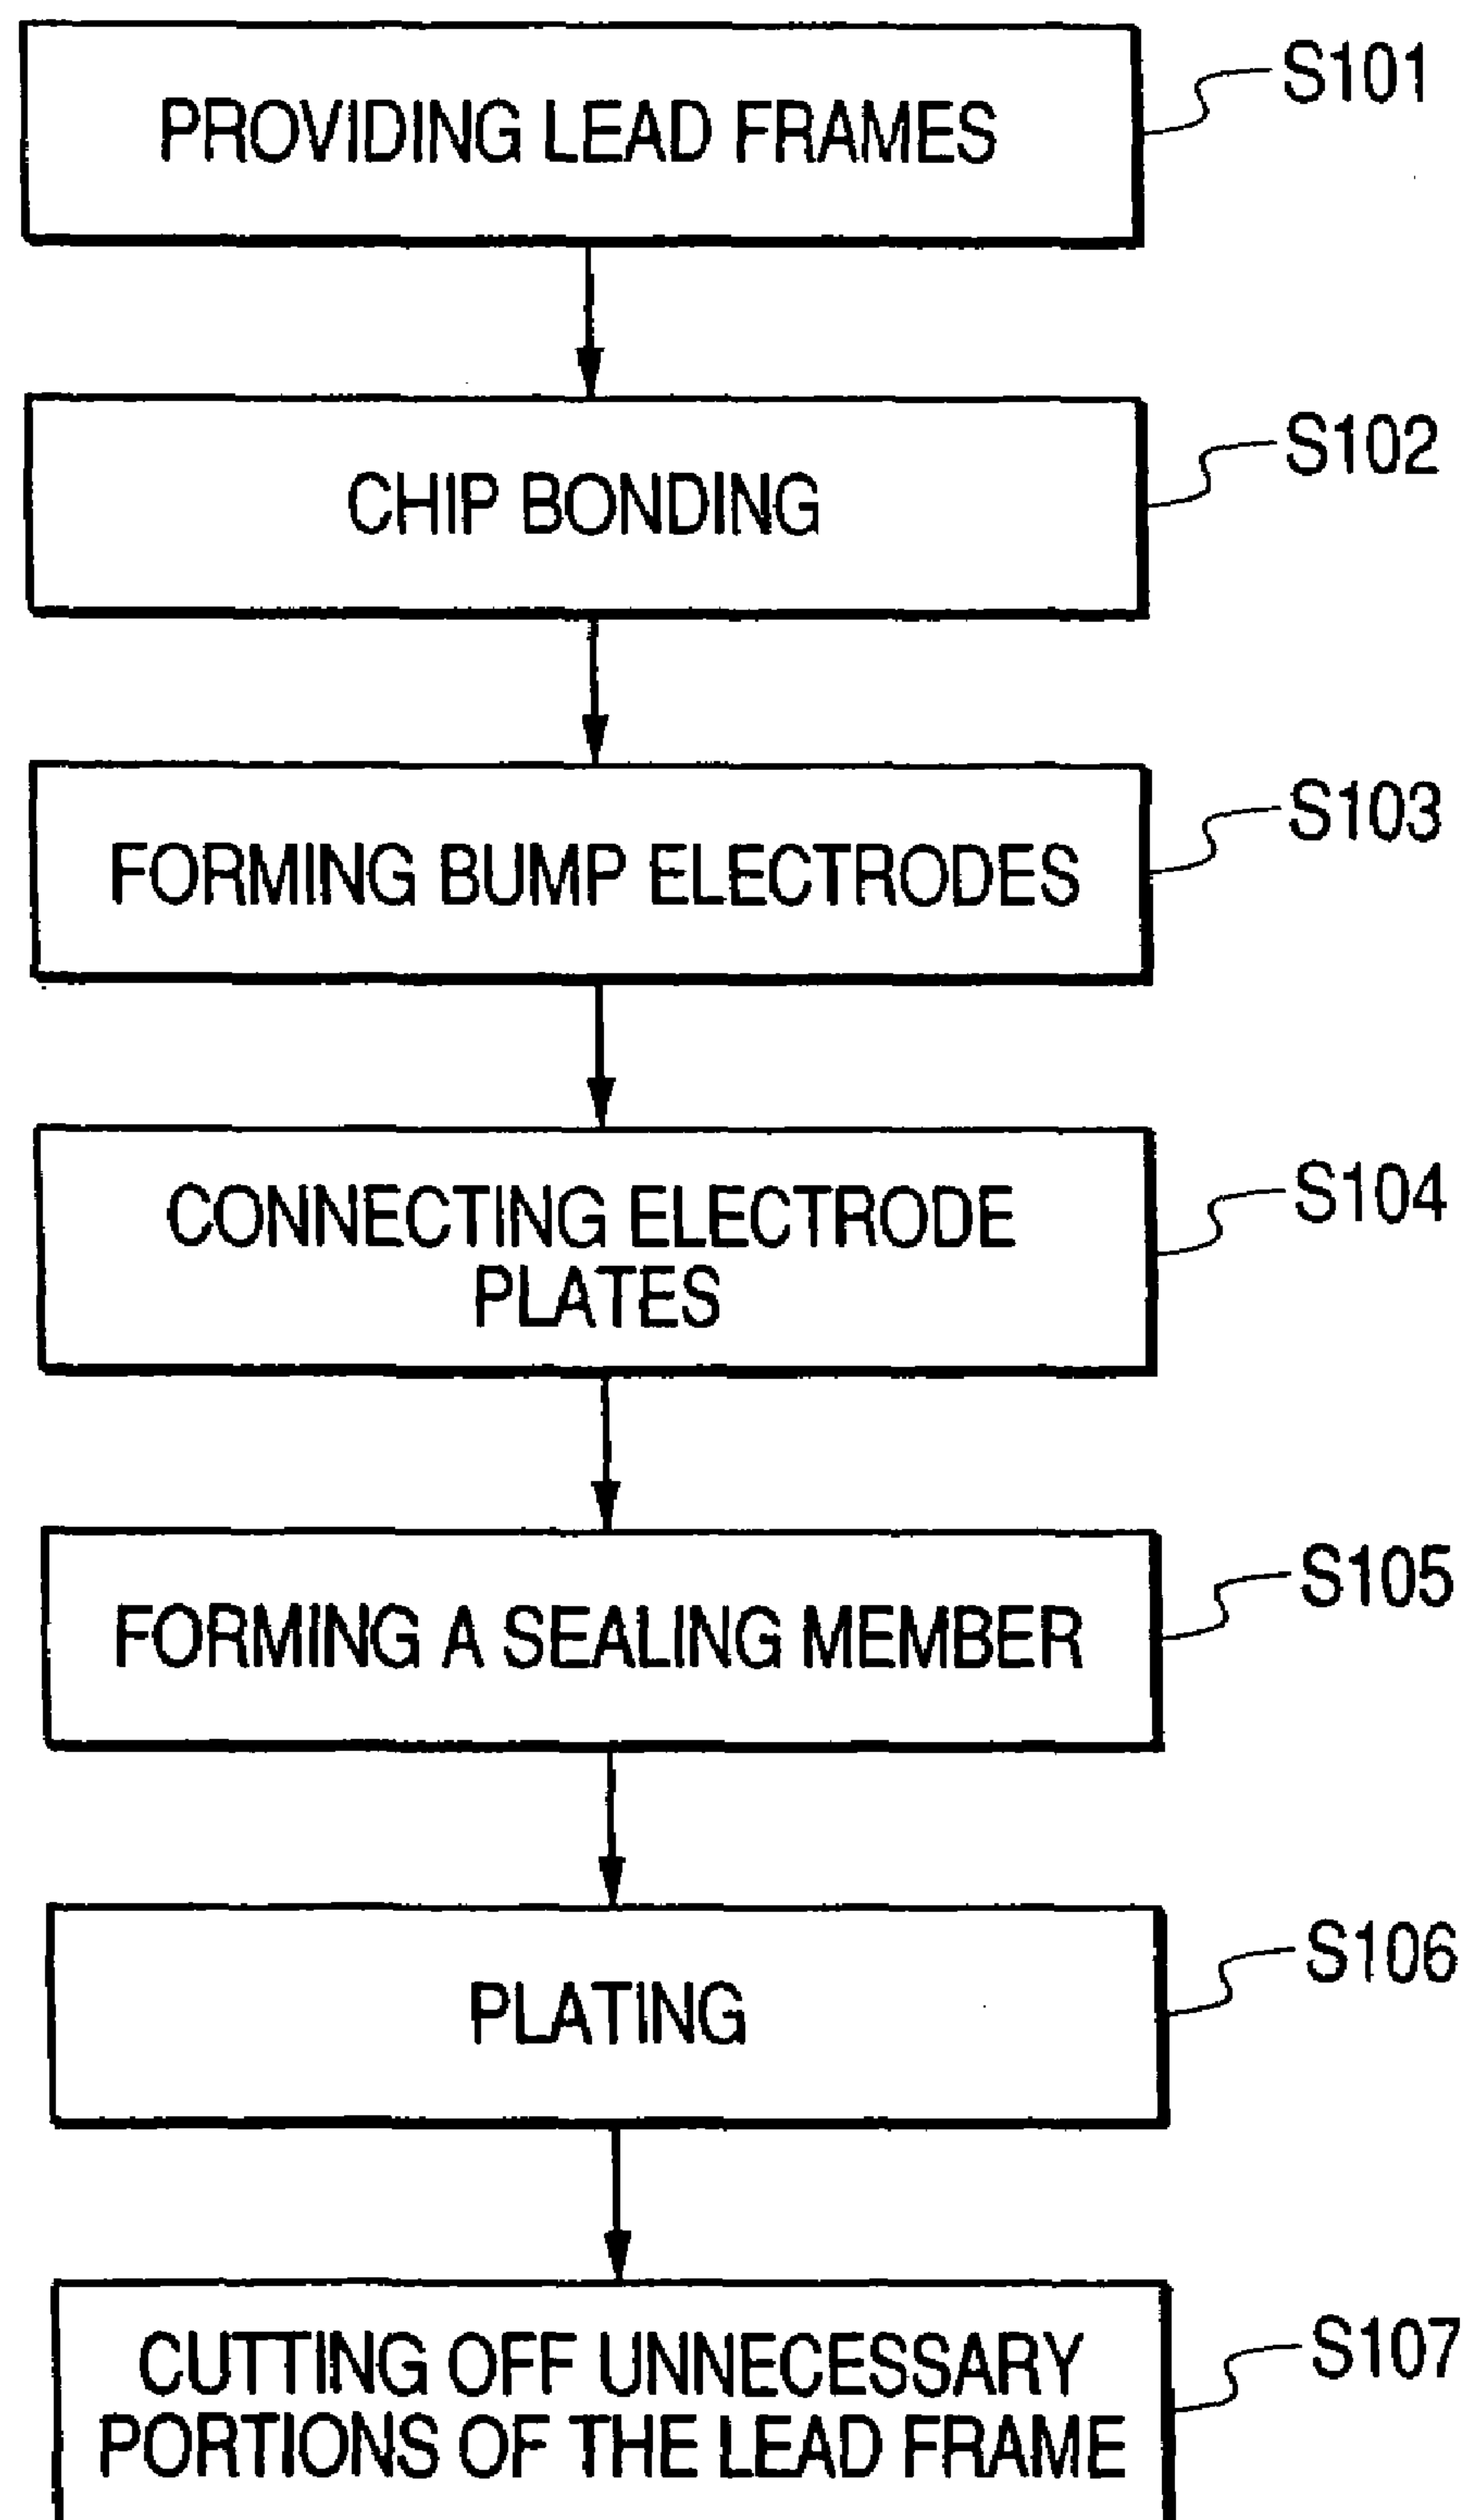 PROVIDING LEAD FRAMES
S101
CHIP BONDING
S102
FORMING BUMP ELECTRODES
S103
CONNECTING ELECTRODE
PLATES
S104
FORMING A SEALING MEMBER
S105
PLATING
S106
CUTTING OFF UNNECESSARY
PORTIONS OF THE LEAD FRAME
S107